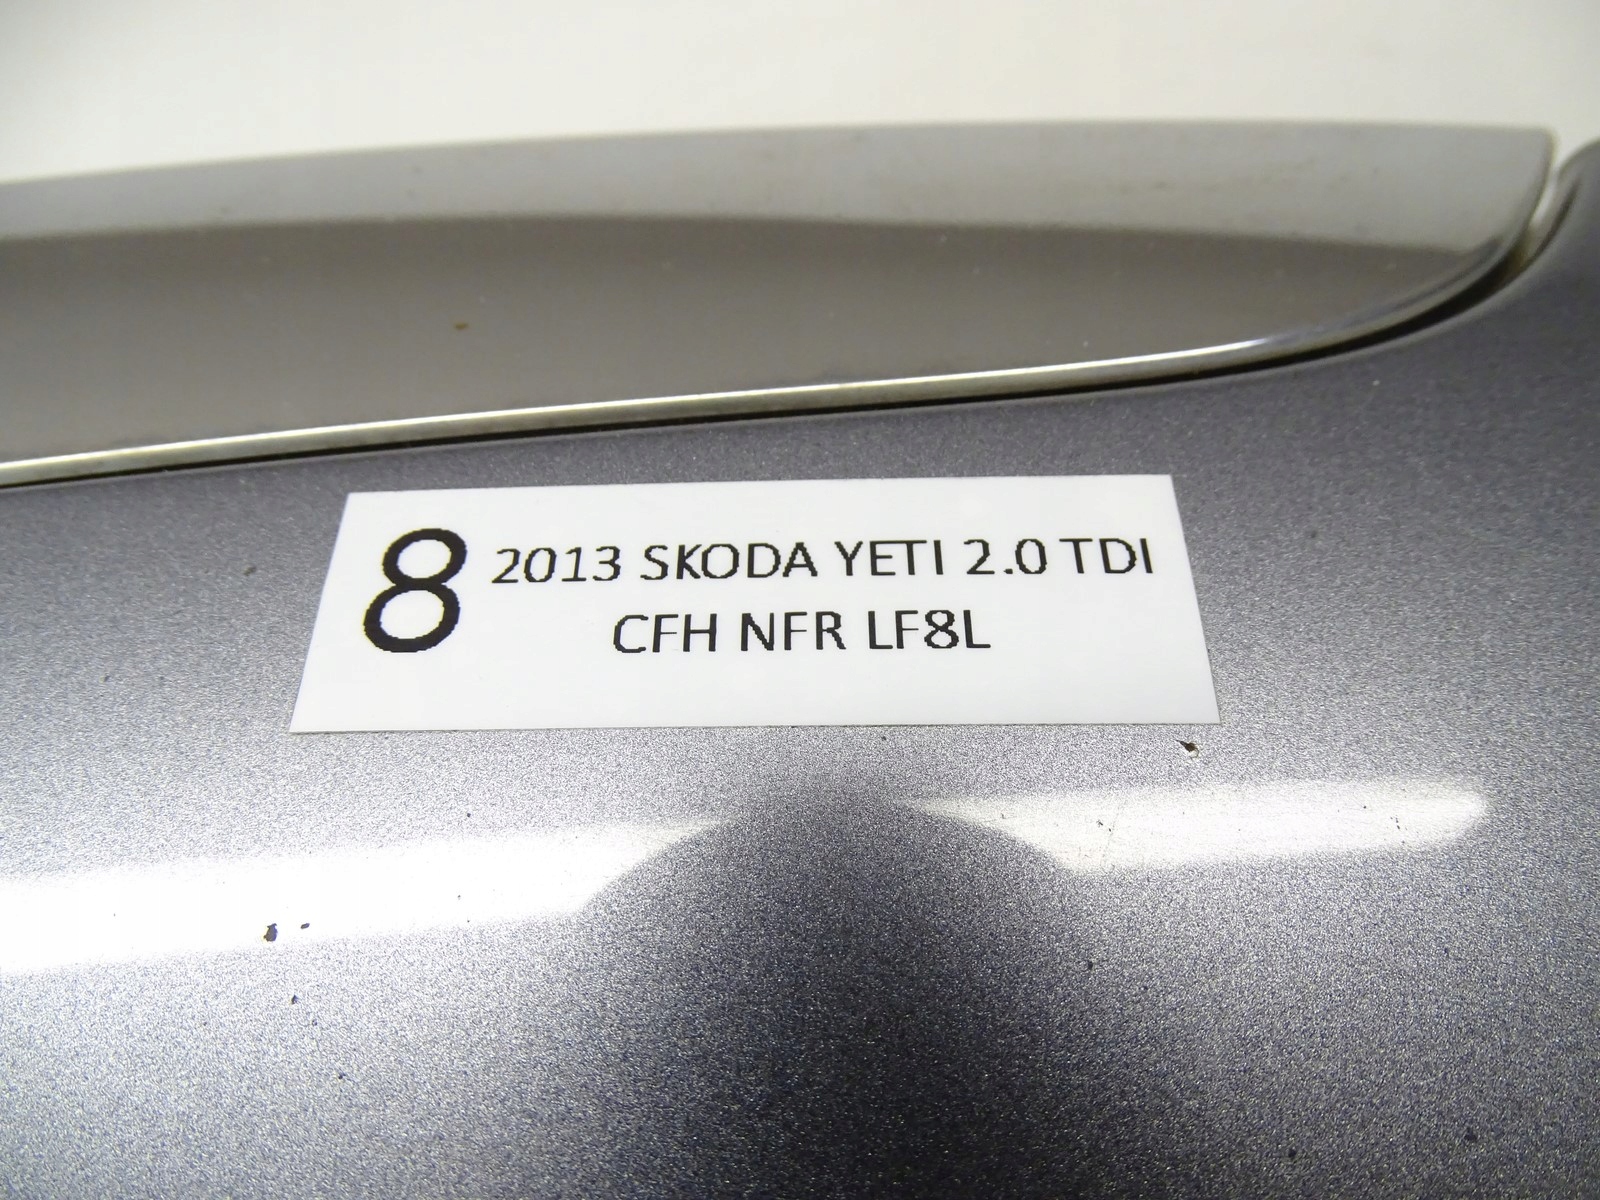 8 2013 SKODA YETI 2.0 TDI
CFH NFR LF8L